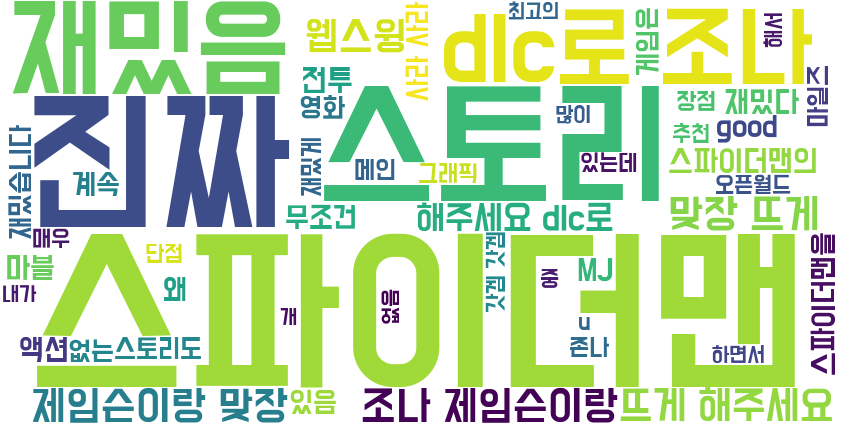 재밌음
웹스윙
사라 사라
최고의
dlc로
게임은
조나
해서
전투
영화
진짜
스토리
많이
장점
재밌다
마일즈
추천
good
재밌습니다
계속
재밌게
메인
그래픽
있는데
스파이더맨의
오픈월드
무조건
해주세요 dlc로
맞장 뜨게
매우
마블
단점
왜
내가
스파이더맨
갓겜 갓겜
MJ
중
u
개
없음
존나
스파이더맨을
액션
없는
스토리도
하면서
제임슨이랑 맞장
있음
조나 제임슨이랑
뜨게 해주세요